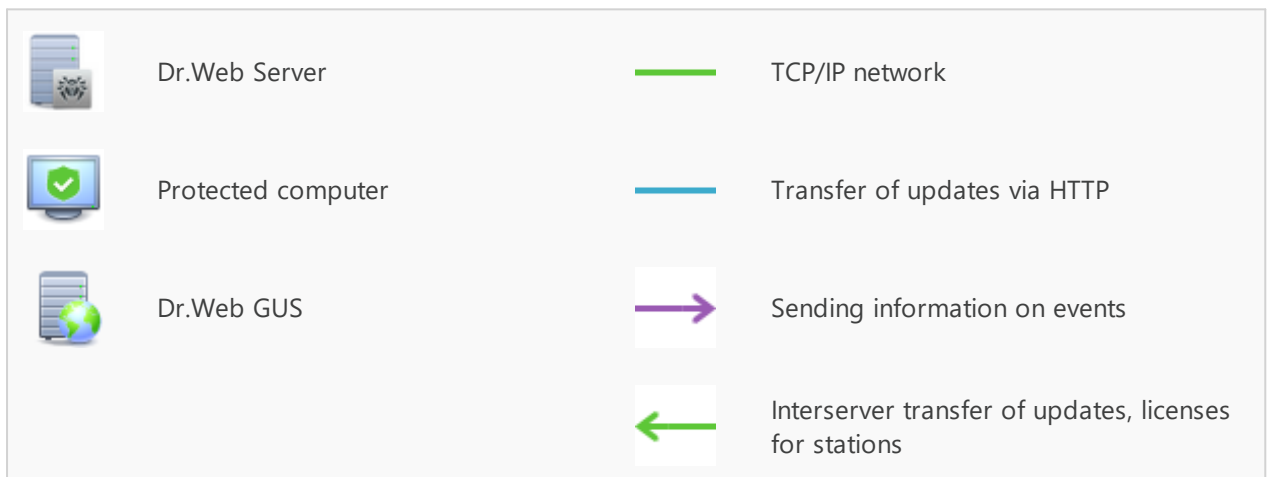 Dr.Web Server
TCP/IP network
Protected computer
Transfer of updates via HTTP
Dr.Web GUS
Sending information on events
Interserver transfer of updates, licenses
for stations